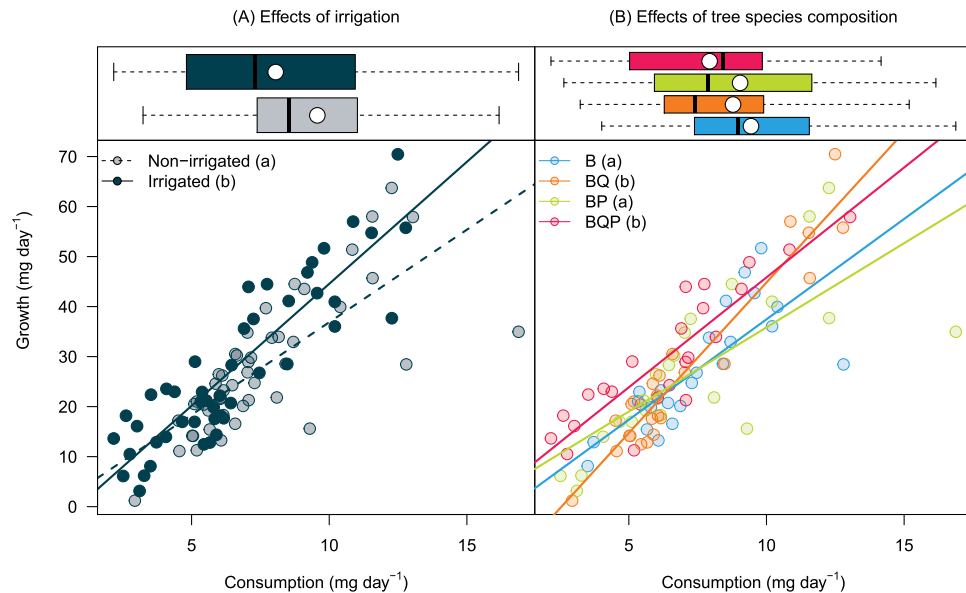 (A) Effects of irrigation
(B) Effects of tree species composition
Non−irrigated (a)
Irrigated (b)
B (a)
BQ (b)
BP (a)
BQP (b)
Growth (mg day⁻¹)
70
60
50
40
30
20
10
0
5 10 15
5 10 15
Consumption (mg day⁻¹)
Consumption (mg day⁻¹)